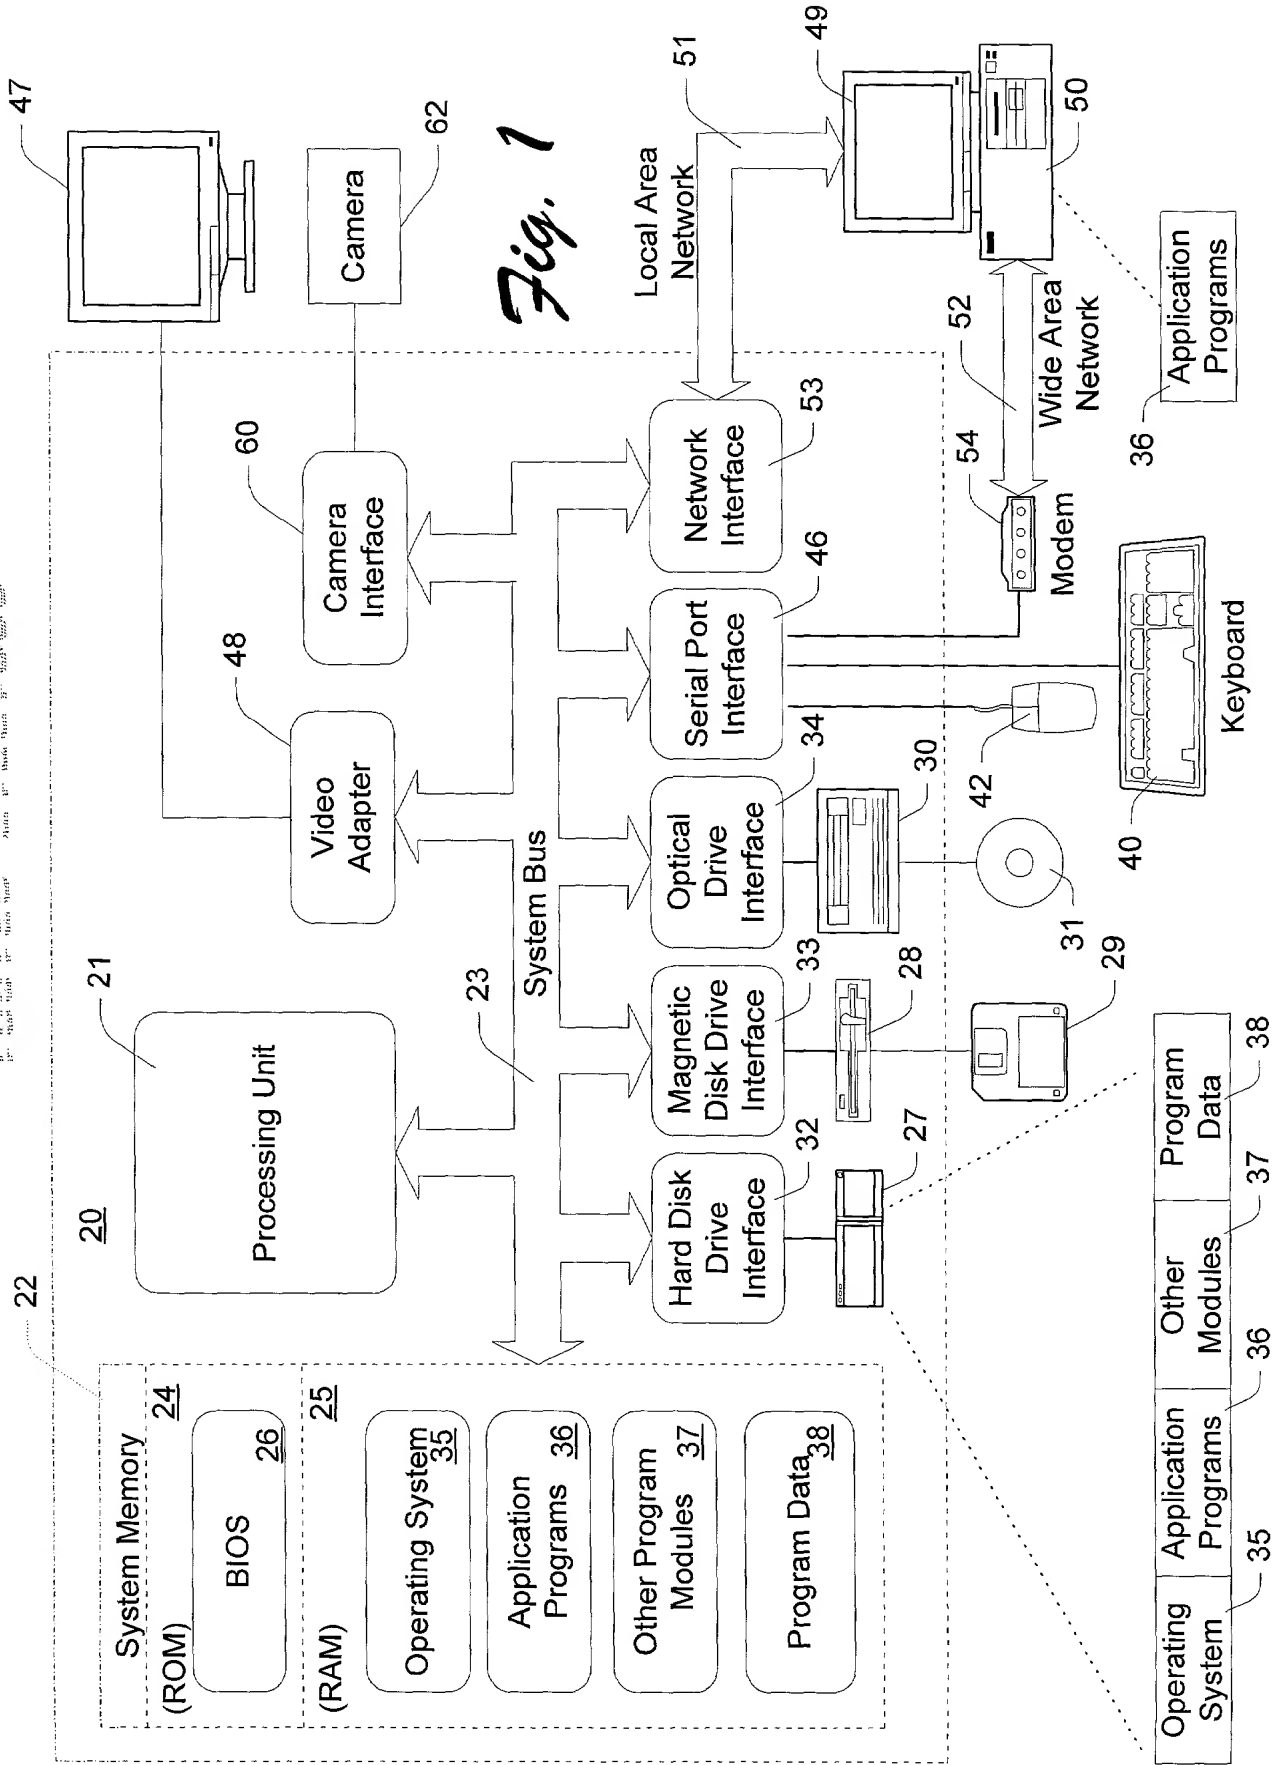 22
20
21
47
System Memory
(ROM)
24
BIOS
26
(RAM)
25
Operating System
35
Application
Programs
36
Other Program
Modules
37
Program Data
38
Processing Unit
48
Video
Adapter
60
Camera
Interface
Camera
62
23
System Bus
Fig. 1
Hard Disk
Drive
Interface
32
Magnetic
Disk Drive
Interface
33
Optical
Drive
Interface
34
Serial Port
Interface
46
Network
Interface
53
Local Area
Network
51
49
27
28
30
42
54
Modem
52
Wide Area
Network
50
29
31
40
Keyboard
36
Application
Programs
Operating
System
35
Application
Programs
36
Other
Modules
37
Program
Data
38